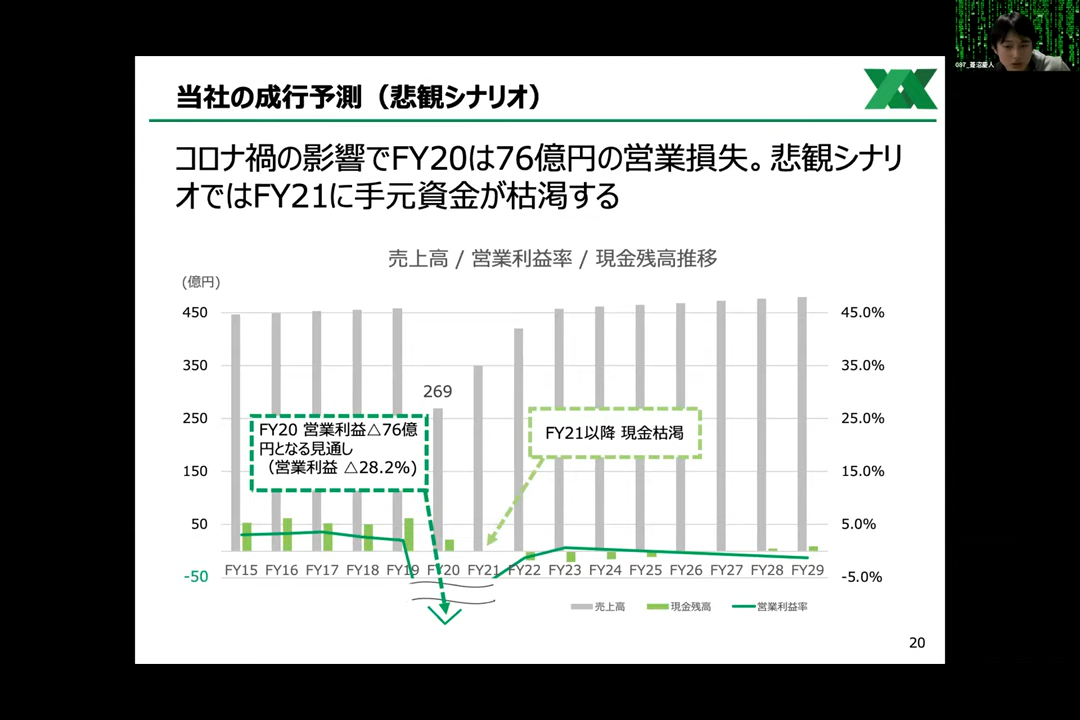 当社の成行予測（悲観シナリオ）
コロナ禍の影響でFY20は76億円の営業損失。悲観シナリ
オではFY21に手元資金が枯渇する
売上高 / 営業利益率 / 現金残高推移
(億円)
450
350
250
150
50
-50
45.0%
35.0%
25.0%
15.0%
5.0%
-5.0%
269
FY20 営業利益△76億
円となる見通し
（営業利益 △28.2%)
FY21以降 現金枯渇
FY15 FY16 FY17 FY18 FY19 FY20 FY21 FY22 FY23 FY24 FY25 FY26 FY27 FY28 FY29
売上高 現金残高 営業利益率
20